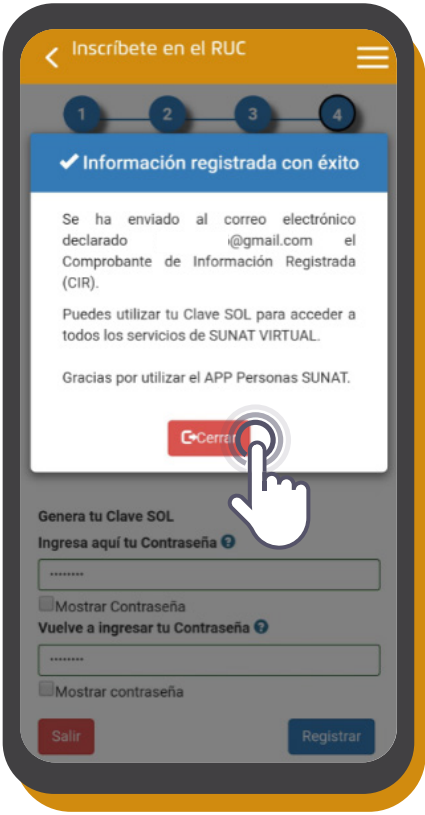 Inscríbete en el RUC
1 2 3 4
Información registrada con éxito
Se ha enviado al correo electrónico
declarado @gmail.com el
Comprobante de Información Registrada
(CIR).
Puedes utilizar tu Clave SOL para acceder a
todos los servicios de SUNAT VIRTUAL.
Gracias por utilizar el APP Personas SUNAT.
Cerrar
Genera tu Clave SOL
Ingresa aquí tu Contraseña ?
········
Mostrar Contraseña
Vuelve a ingresar tu Contraseña ?
········
Mostrar contraseña
Salir Registrar